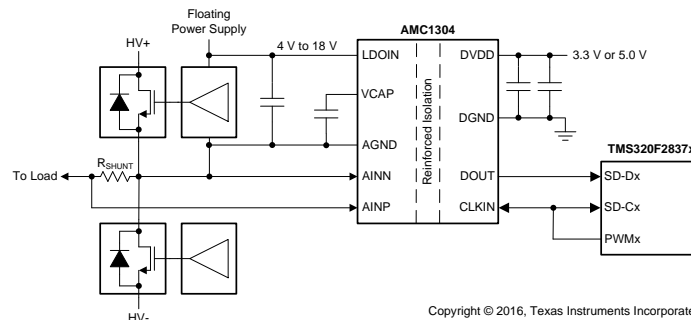 Floating
Power Supply
HV+
4 V to 18 V
AMC1304
LDOIN
DVDD
3.3 V or 5.0 V
VCAP
Reinforced Isolation
DGND
AGND
TMS320F2837x
RSHUNT
To Load
AINN
DOUT
SD-Dx
AINP
CLKIN
SD-Cx
PWMx
HV-
Copyright © 2016, Texas Instruments Incorporate